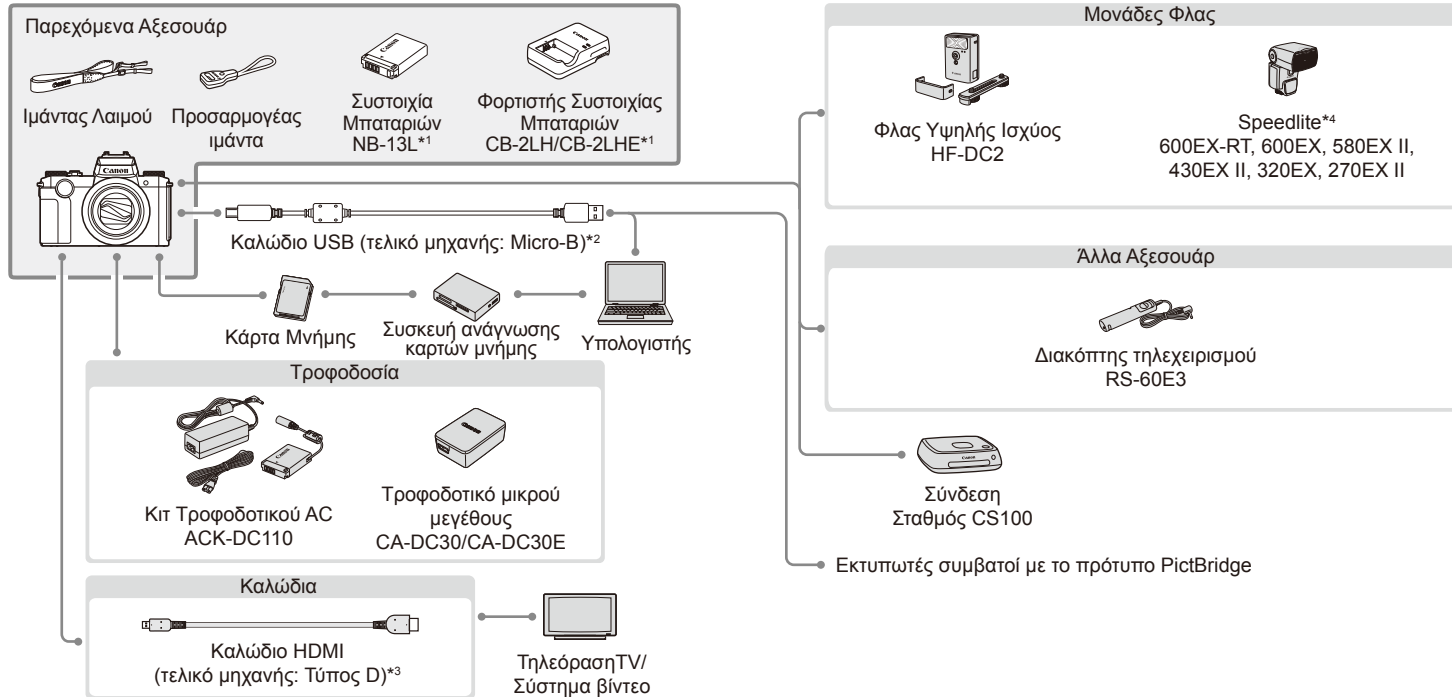 Παρεχόμενα Αξεσουάρ
Ιμάντας Λαιμού
Προσαρμογέας
ιμάντα
Συστοιχία
Μπαταριών
NB-13L*1
Φορτιστής Συστοιχίας
Μπαταριών
CB-2LH/CB-2LHE*1
Canon
Καλώδιο USB (τελικό μηχανής: Micro-B)*2
Κάρτα Μνήμης
Συσκευή ανάγνωσης
καρτών μνήμης
Υπολογιστής
Τροφοδοσία
Κιτ Τροφοδοτικού AC
ACK-DC110
Τροφοδοτικό μικρού
μεγέθους
CA-DC30/CA-DC30E
Καλώδια
Καλώδιο HDMI
(τελικό μηχανής: Τύπος D)*3
ΤηλεόρασηTV/
Σύστημα βίντεο
Μονάδες Φλας
Φλας Υψηλής Ισχύος
HF-DC2
Speedlite*4
600EX-RT, 600EX, 580EX II,
430EX II, 320EX, 270EX II
Άλλα Αξεσουάρ
Διακόπτης τηλεχειρισμού
RS-60E3
Σύνδεση
Σταθμός CS100
Εκτυπωτές συμβατοί με το πρότυπο PictBridge